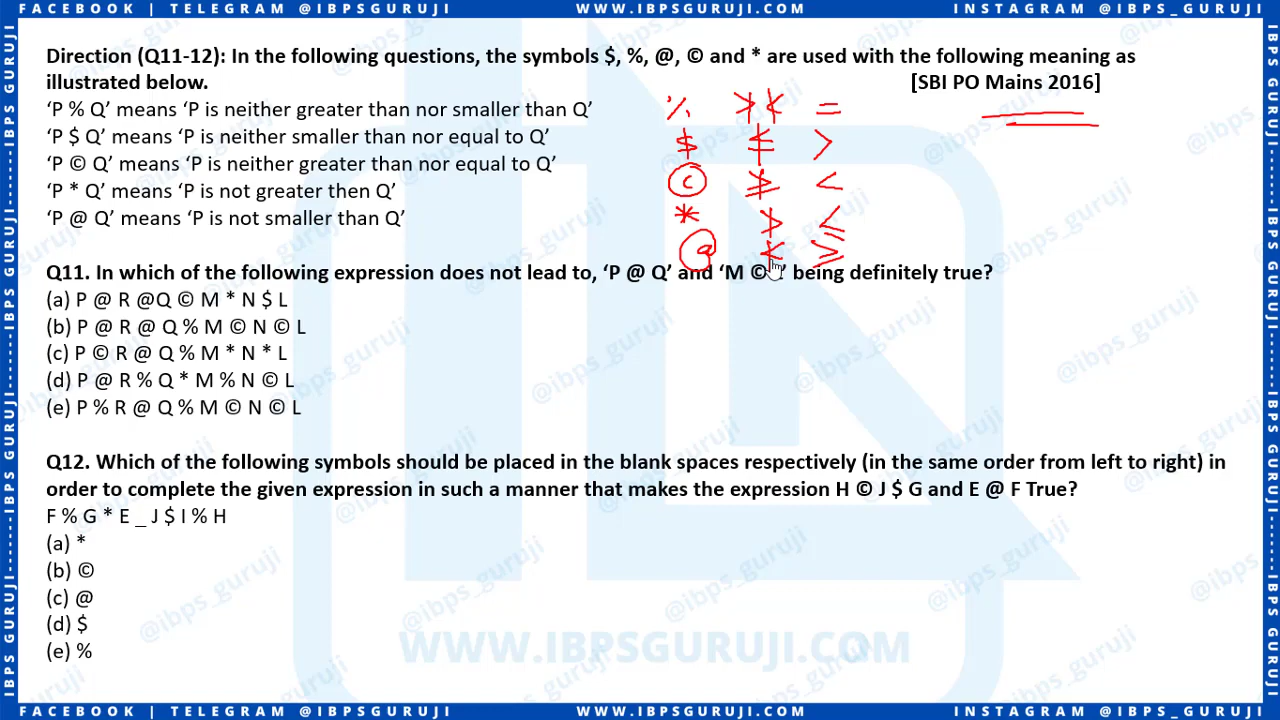 FACEBOOK | TELEGRAM @IBPSGURUJI WWW.IBPSGURUJI.COM INSTAGRAM @IBPS_GURUJI
Direction (Q11-12): In the following questions, the symbols $, %, @, © and * are used with the following meaning as
illustrated below. [SBI PO Mains 2016]
‘P % Q’ means ‘P is neither greater than nor smaller than Q’ % ≯≮ =
‘P $ Q’ means ‘P is neither smaller than nor equal to Q’ $ ≮= >
‘P © Q’ means ‘P is neither greater than nor equal to Q’ © ≯= <
‘P * Q’ means ‘P is not greater then Q’ * ≯ ≤
‘P @ Q’ means ‘P is not smaller than Q’ @ ≮ ≥
Q11. In which of the following expression does not lead to, ‘P @ Q’ and ‘M © ’ being definitely true?
(a) P @ R @Q © M * N $ L
(b) P @ R @ Q % M © N © L
(c) P © R @ Q % M * N * L
(d) P @ R % Q * M % N © L
(e) P % R @ Q % M © N © L
Q12. Which of the following symbols should be placed in the blank spaces respectively (in the same order from left to right) in
order to complete the given expression in such a manner that makes the expression H © J $ G and E @ F True?
F % G * E _ J $ I % H
(a) *
(b) ©
(c) @
(d) $
(e) %
WWW.IBPSGURUJI.COM
FACEBOOK | TELEGRAM @IBPSGURUJI WWW.IBPSGURUJI.COM INSTAGRAM @IBPS_GURUJI